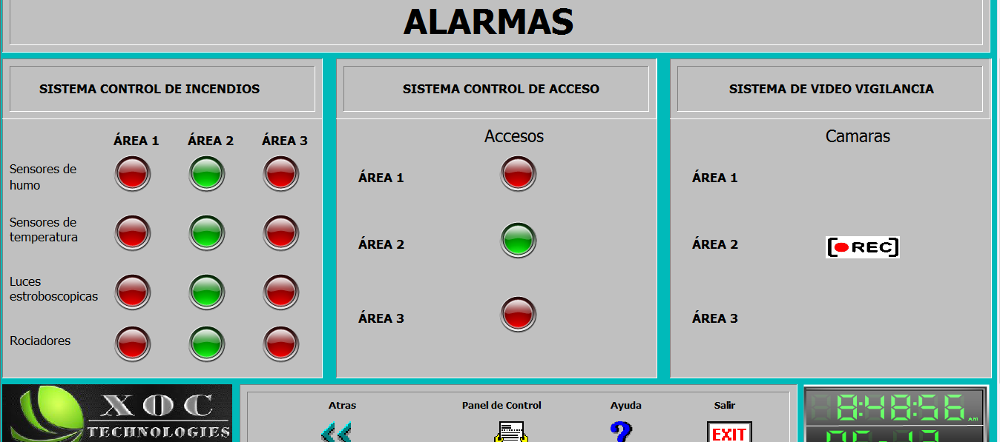 ALARMAS
SISTEMA CONTROL DE INCENDIOS
ÁREA 1 ÁREA 2 ÁREA 3
Sensores de
humo
Sensores de
temperatura
Luces
estroboscopicas
Rociadores
SISTEMA CONTROL DE ACCESO
Accesos
ÁREA 1
ÁREA 2
ÁREA 3
SISTEMA DE VIDEO VIGILANCIA
Camaras
ÁREA 1
ÁREA 2
[REC]
ÁREA 3
XOC
TECHNOLOGIES
Atras
Panel de Control
Ayuda
?
Salir
EXIT
8:48:56 AM